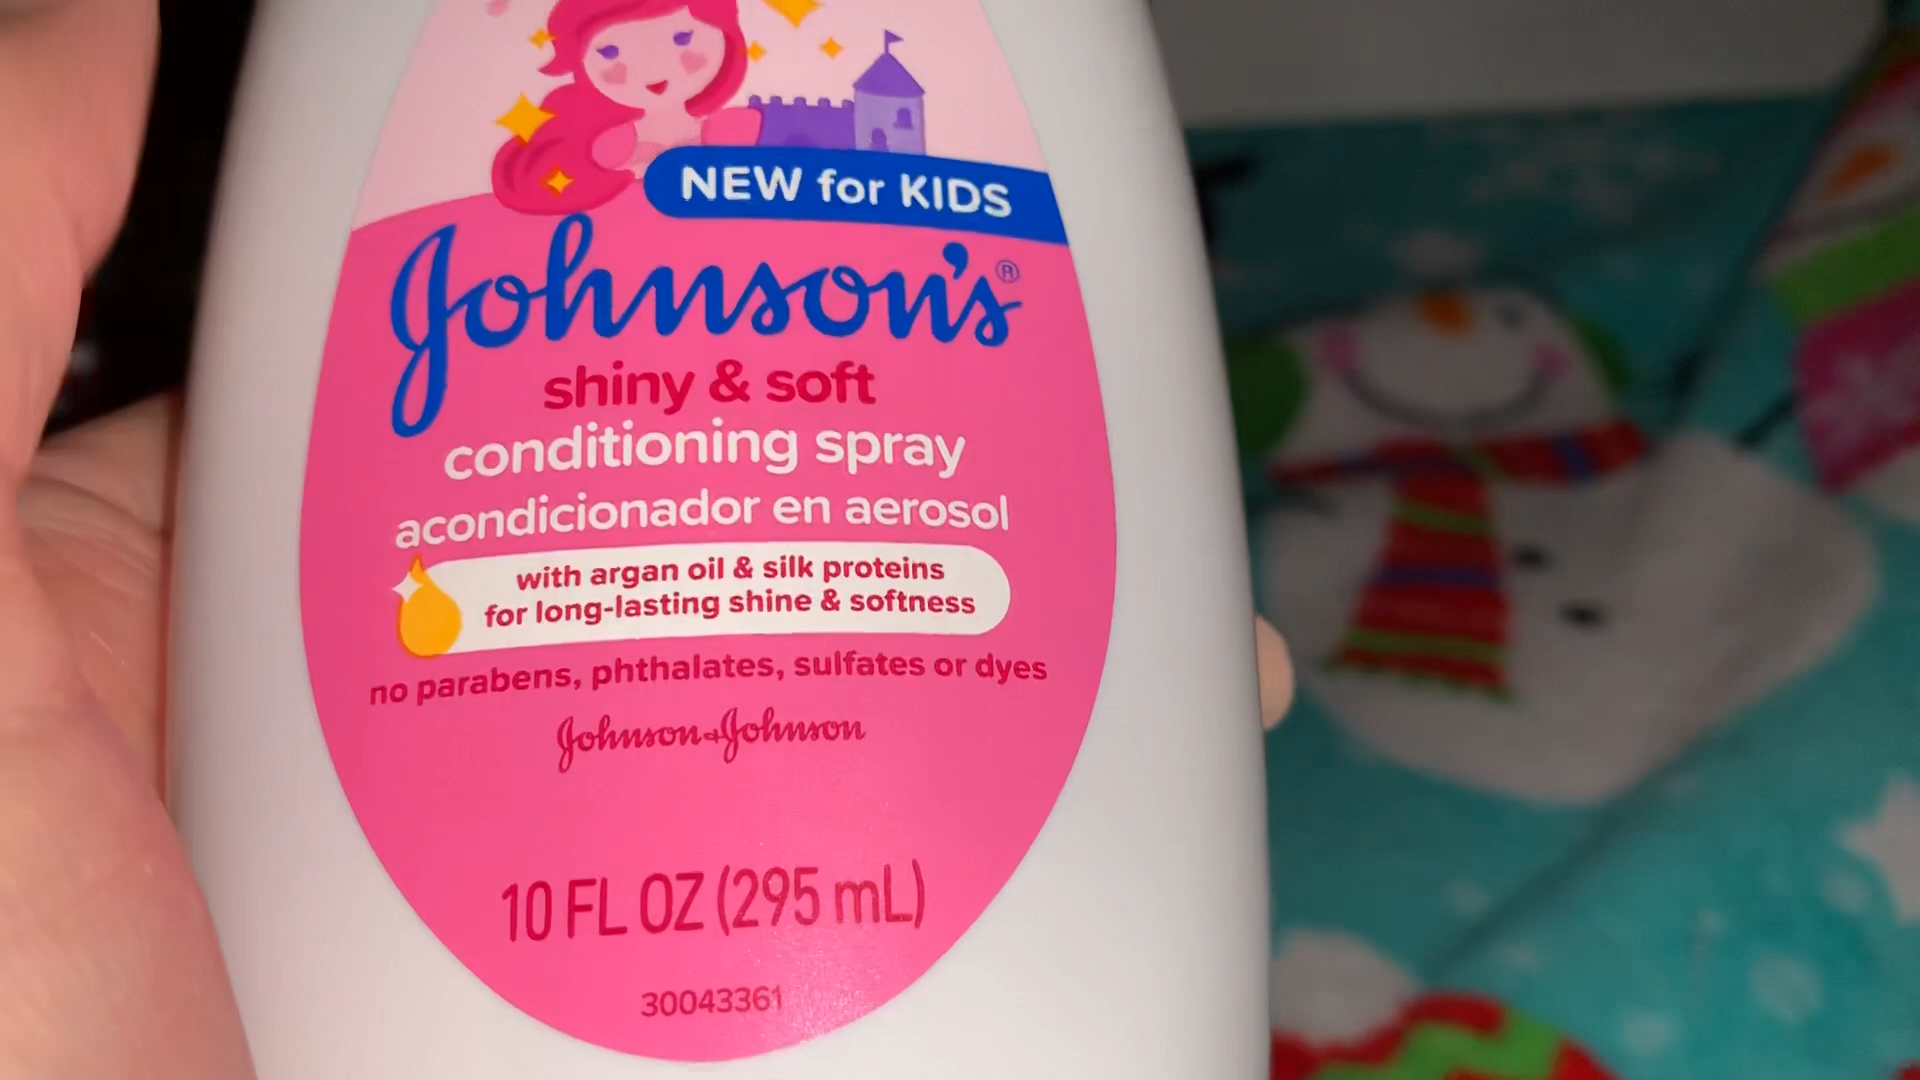 NEW for KIDS
Johnson's®
shiny & soft
conditioning spray
acondicionador en aerosol
with argan oil & silk proteins
for long-lasting shine & softness
no parabens, phthalates, sulfates or dyes
Johnson & Johnson
10 FL OZ (295 mL)
30043361